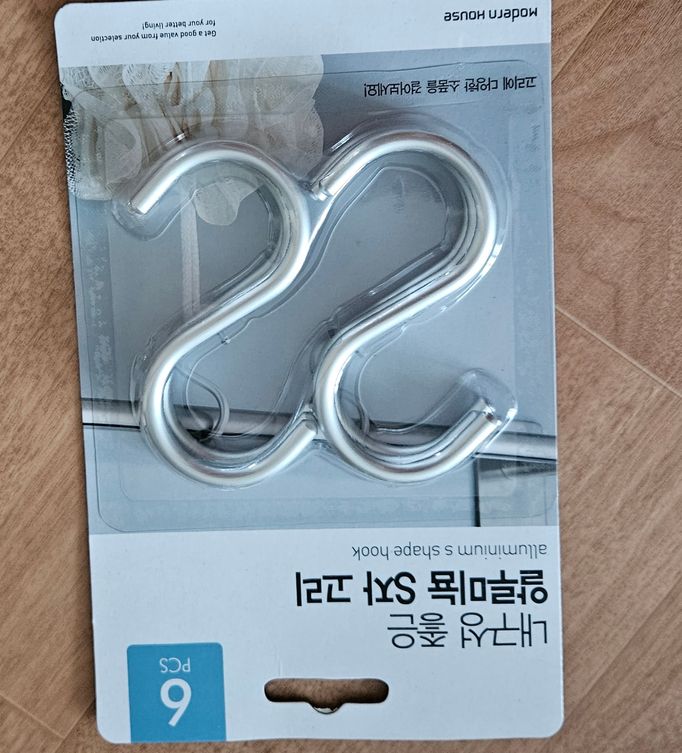 6
PCS
내구성 좋은
알루미늄 S자 고리
aluminium s shape hook
고리에 다양한 소품을 걸어보세요!
MODERN HOUSE
Get a good value from your selection
for your better living!